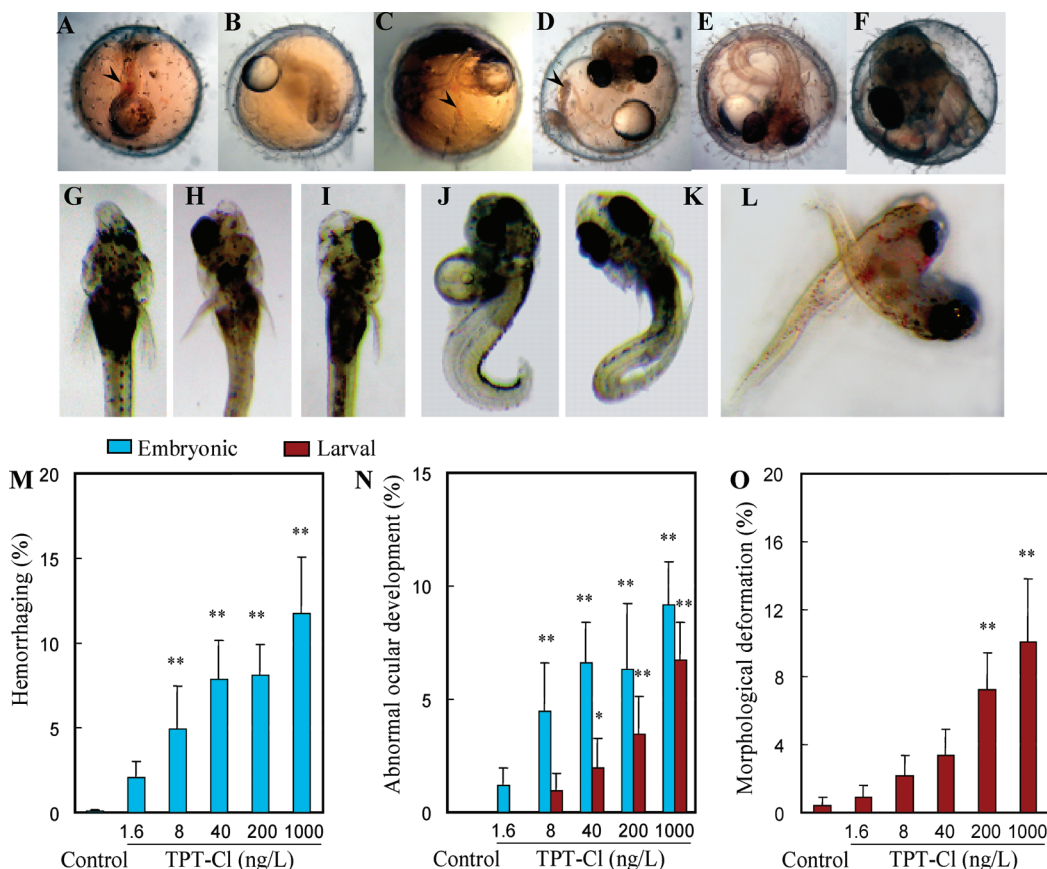 A B C D E F
G H I J K L
Embryonic Larval
M N O
Hemorrhaging (%)
20
15
10
5
0
1.6 8 40 200 1000
Control TPT-Cl (ng/L)
** ** ** ** 
Abnormal ocular development (%)
15
10
5
0
1.6 8 40 200 1000
Control TPT-Cl (ng/L)
** ** ** ** * ** **
Morphological deformation (%)
20
16
12
8
4
0
1.6 8 40 200 1000
Control TPT-Cl (ng/L)
** **